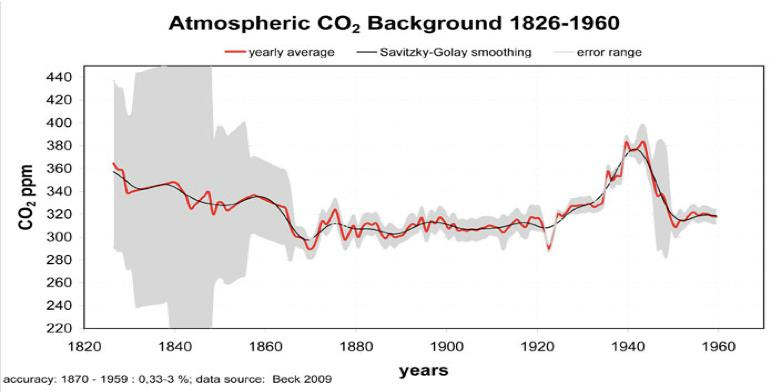 Atmospheric CO₂ Background 1826-1960
yearly average Savitzky-Golay smoothing error range
CO₂ ppm
440
420
400
380
360
340
320
300
280
260
240
220
1820 1840 1860 1880 1900 1920 1940 1960
years
accuracy: 1870 - 1959 : 0,33-3 %; data source: Beck 2009